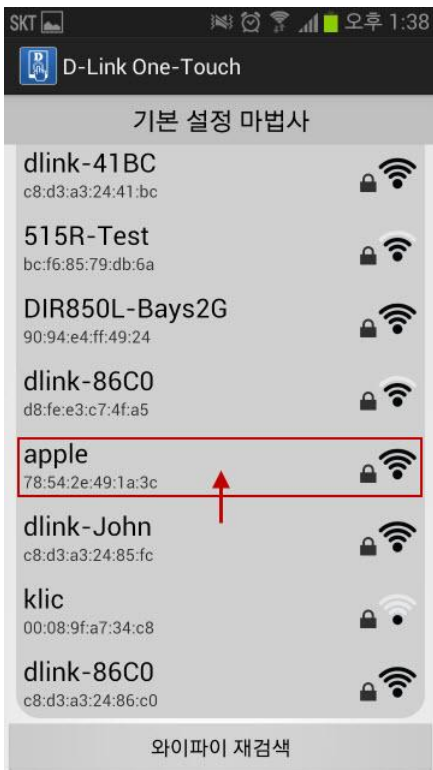 SKT 오후 1:38
D-Link One-Touch
기본 설정 마법사
dlink-41BC
c8:d3:a3:24:41:bc
515R-Test
bc:f6:85:79:db:6a
DIR850L-Bays2G
90:94:e4:ff:49:24
dlink-86C0
d8:fe:e3:c7:4f:a5
apple
78:54:2e:49:1a:3c
dlink-John
c8:d3:a3:24:85:fc
klic
00:08:9f:a7:34:c8
dlink-86C0
c8:d3:a3:24:86:c0
와이파이 재검색